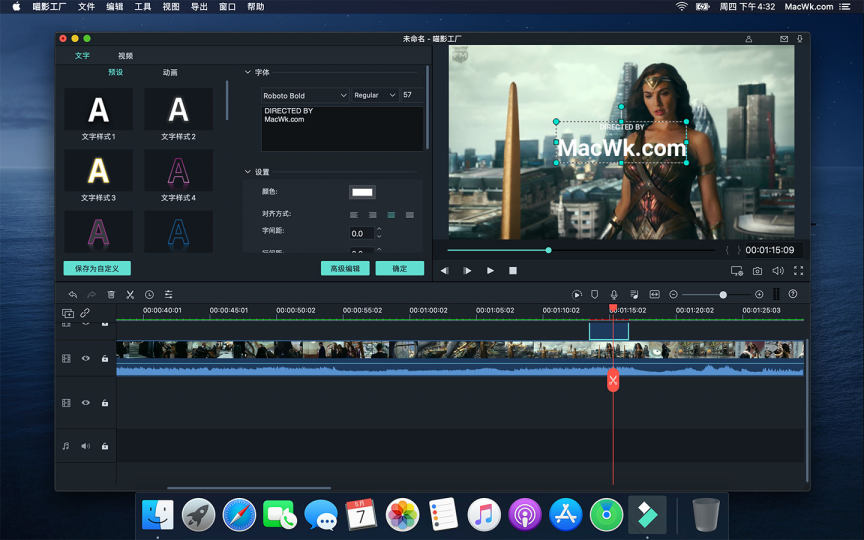 喵影工厂 文件 编辑 工具 视图 导出 窗口 帮助
周四 下午 4:32 MacWk.com
未命名 - 喵影工厂
文字 视频
预设 动画
A A
文字样式1 文字样式2
A A
文字样式3 文字样式4
A A
保存为自定义
字体
Roboto Bold Regular 57
DIRECTED BY
MacWk.com
设置
颜色:
对齐方式:
字间距: 0.0
高级编辑 确定
DIRECTED BY
MacWk.com
00:01:15:09
00:00:40:01 00:00:45:01 00:00:50:02 00:00:55:02 00:01:00:02 00:01:05:02 00:01:10:02 00:01:15:02 00:01:20:02 00:01:25:03
5月
7